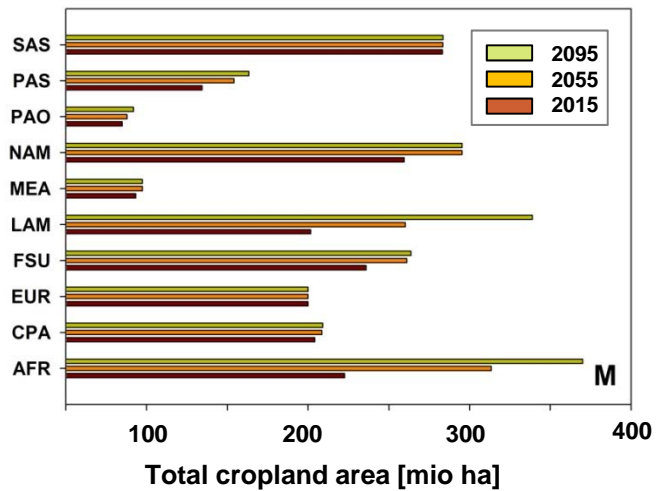 SAS
PAS
PAO
NAM
MEA
LAM
FSU
EUR
CPA
AFR
2095
2055
2015
M
100 200 300 400
Total cropland area [mio ha]